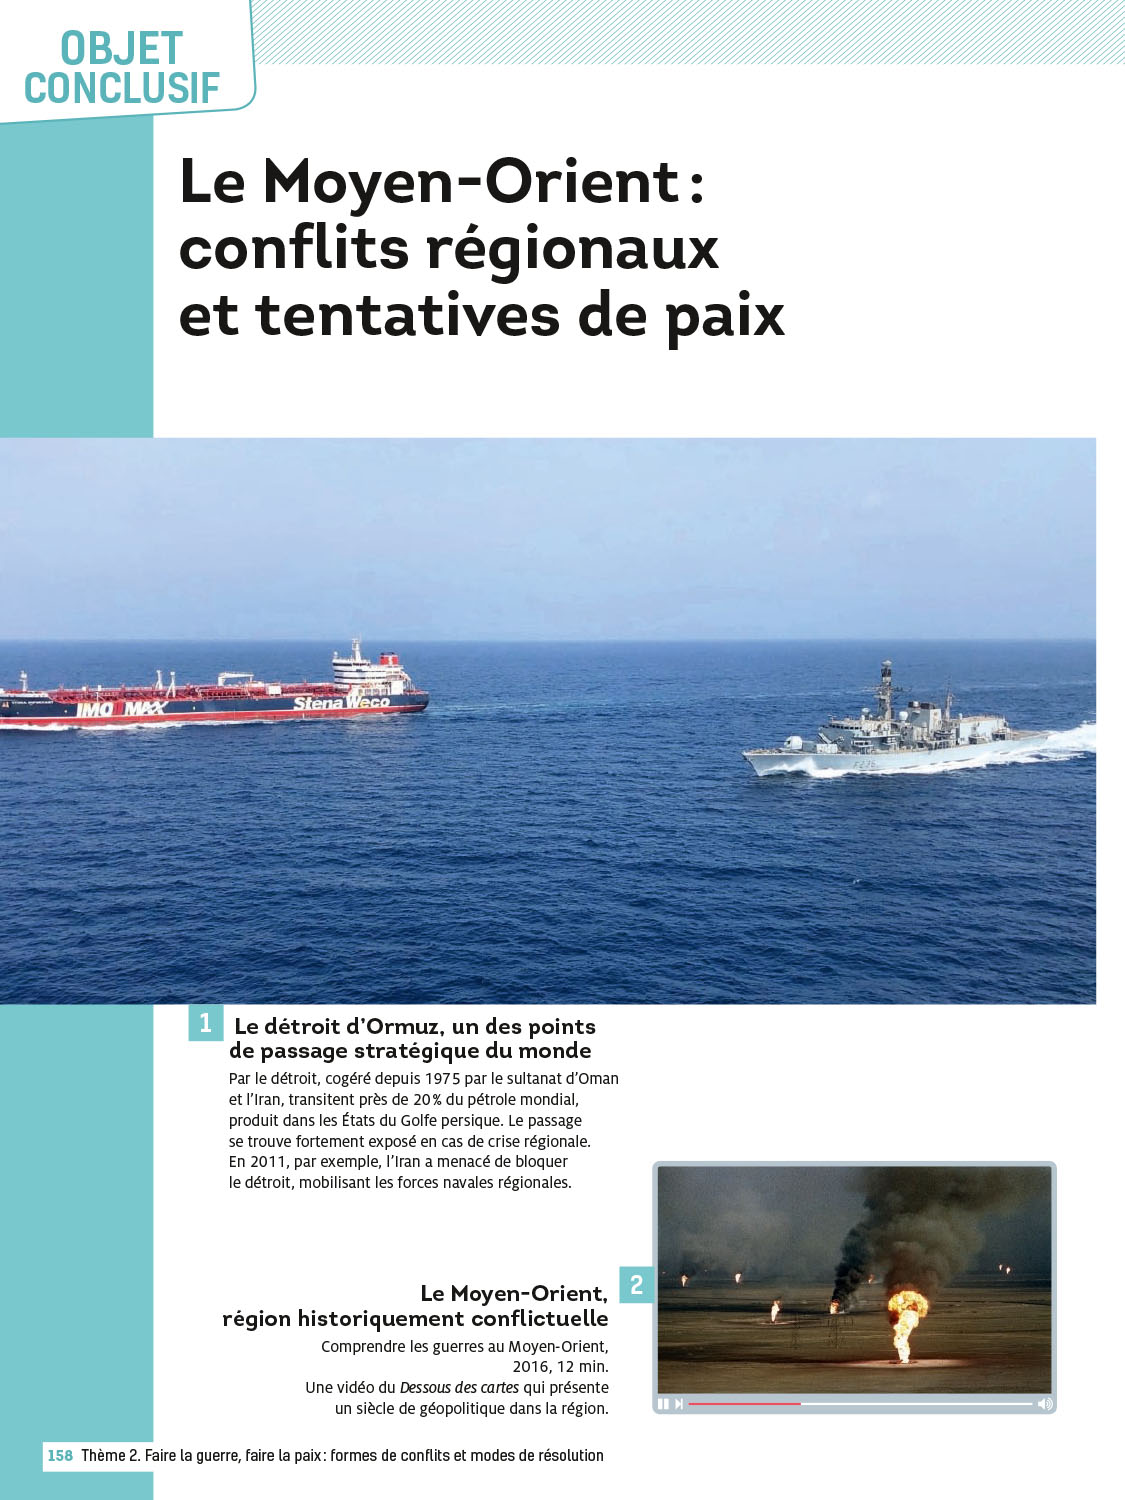 OBJET
CONCLUSIF
Le Moyen-Orient :
conflits régionaux
et tentatives de paix
IMO MAX
Stena Weco
F236
1
Le détroit d’Ormuz, un des points
de passage stratégique du monde
Par le détroit, cogéré depuis 1975 par le sultanat d’Oman
et l’Iran, transitent près de 20 % du pétrole mondial,
produit dans les États du Golfe persique. Le passage
se trouve fortement exposé en cas de crise régionale.
En 2011, par exemple, l’Iran a menacé de bloquer
le détroit, mobilisant les forces navales régionales.
2
Le Moyen-Orient,
région historiquement conflictuelle
Comprendre les guerres au Moyen-Orient,
2016, 12 min.
Une vidéo du Dessous des cartes qui présente
un siècle de géopolitique dans la région.
158 Thème 2. Faire la guerre, faire la paix : formes de conflits et modes de résolution